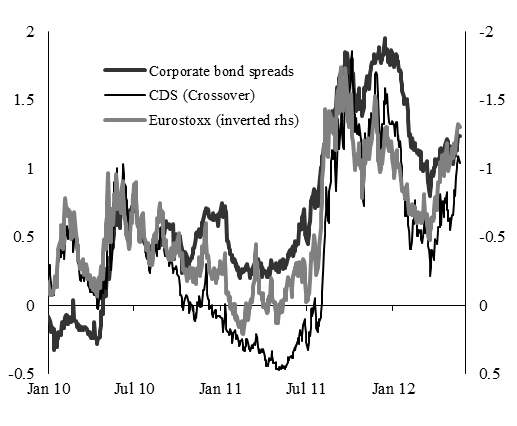 2 -2
Corporate bond spreads
CDS (Crossover)
1.5 -1.5
Eurostoxx (inverted rhs)
1 -1
0.5 -0.5
0 0
-0.5 0.5
Jan 10 Jul 10 Jan 11 Jul 11 Jan 12